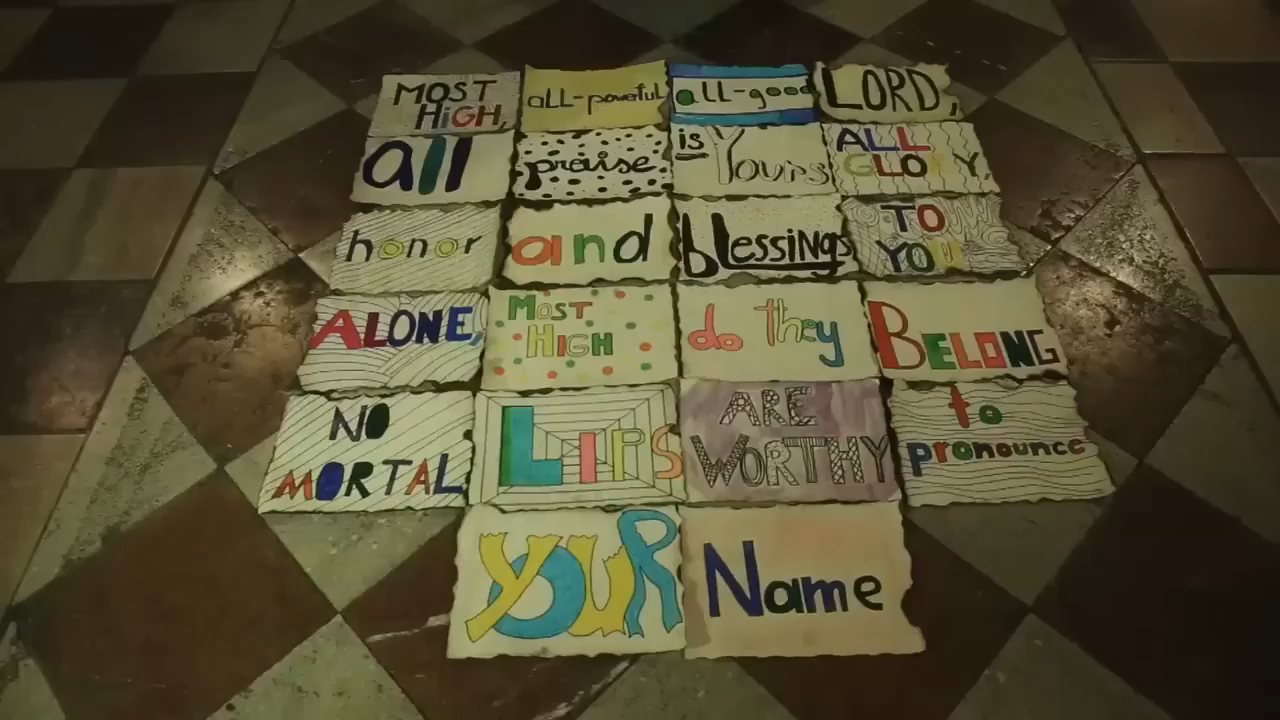 MOST HIGH, all-powerful all-good LORD,
all praise is Yours ALL GLORY,
honor and blessings TO YOU
ALONE, MOST HIGH do they BELONG
NO MORTAL LIPS ARE WORTHY to pronounce
YOUR Name